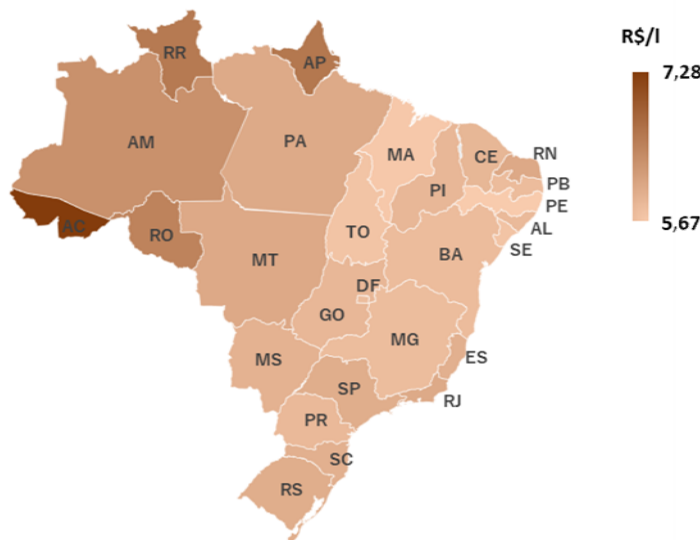 R$/l
7,28
5,67
RR
AP
AM
PA
MA
CE
RN
PI
PB
PE
AL
SE
AC
RO
TO
BA
MT
DF
GO
MG
MS
ES
SP
RJ
PR
SC
RS